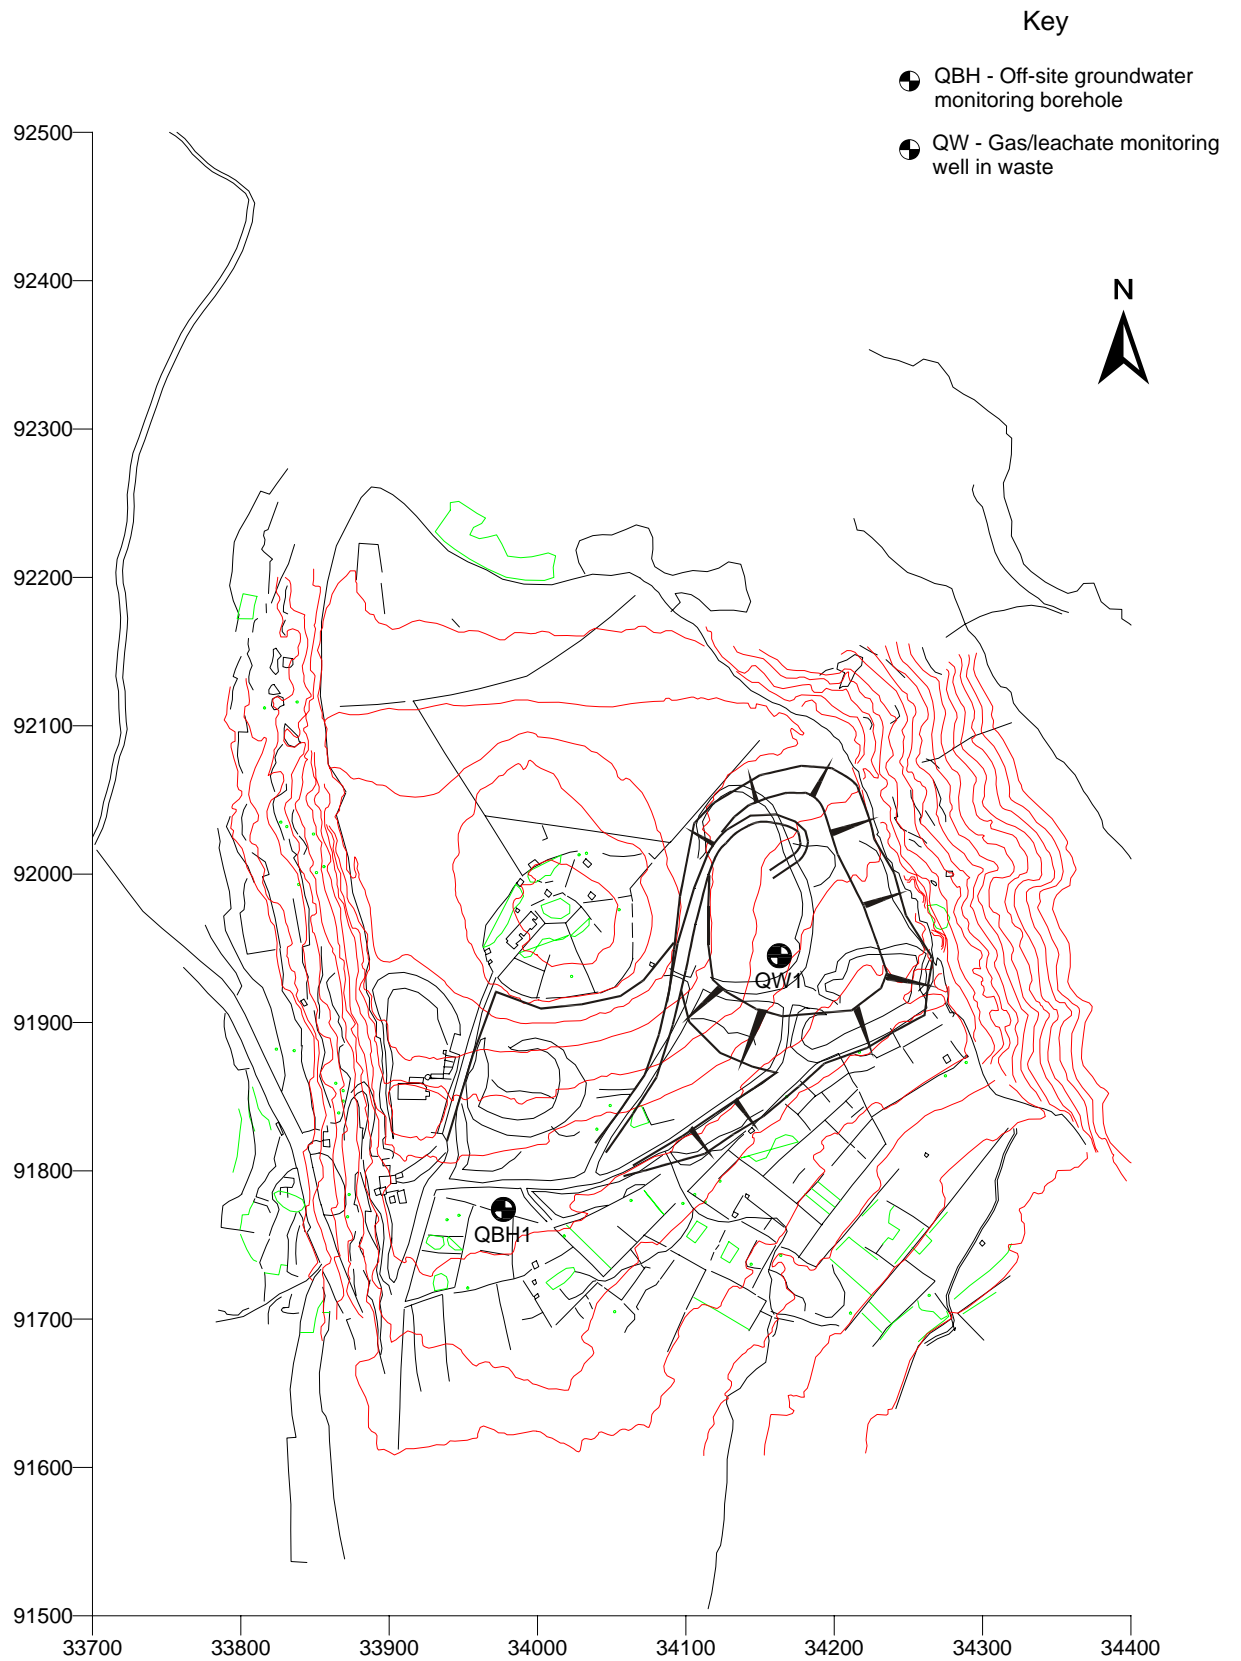 Key
QBH - Off-site groundwater
monitoring borehole
QW - Gas/leachate monitoring
well in waste
N
92500
92400
92300
92200
92100
92000
91900
91800
91700
91600
91500
QW1
QBH1
33700 33800 33900 34000 34100 34200 34300 34400